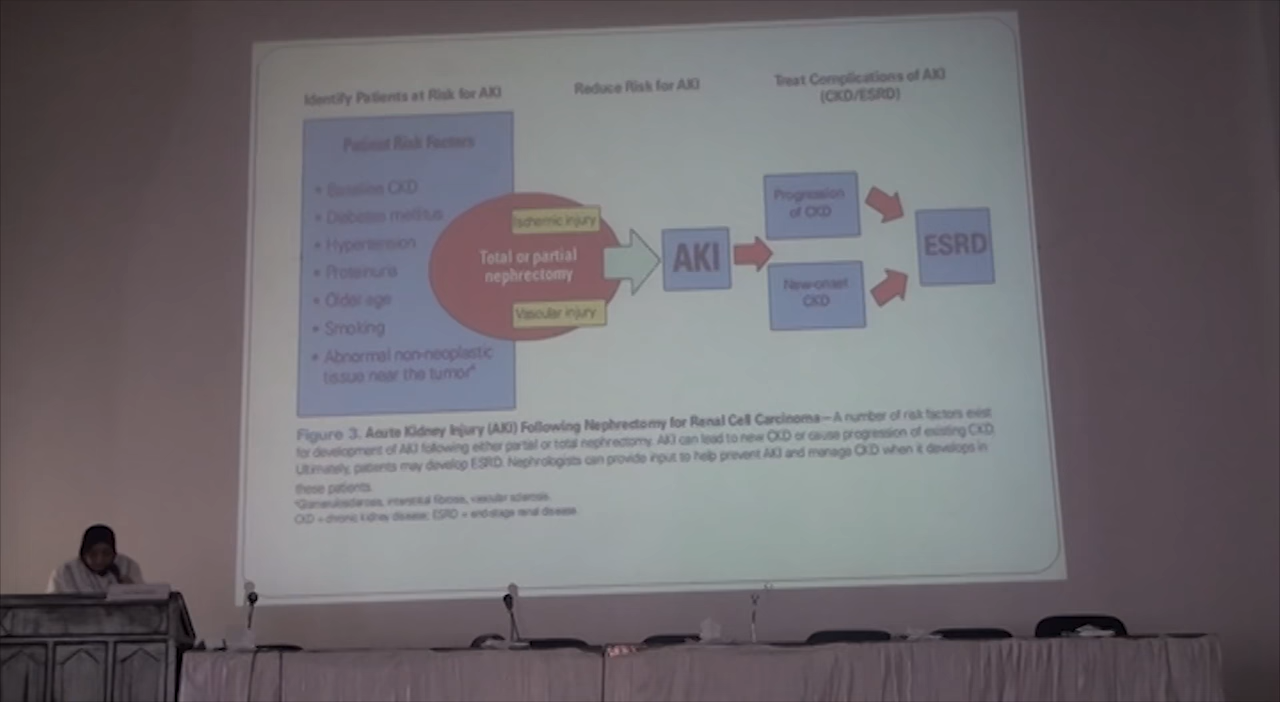 Identify Patients at Risk for AKI
Reduce Risk for AKI
Treat Complications of AKI
(CKD/ESRD)
Patient Risk Factors
• Baseline CKD
• Diabetes mellitus
• Hypertension
• Proteinuria
• Older age
• Smoking
• Abnormal non-neoplastic
tissue near the tumorᴬ
Ischemic injury
Total or partial
nephrectomy
Vascular injury
AKI
Progression
of CKD
New-onset
CKD
ESRD
Figure 3. Acute Kidney Injury (AKI) Following Nephrectomy for Renal Cell Carcinoma—A number of risk factors exist
for development of AKI following either partial or total nephrectomy. AKI can lead to new CKD or cause progression of existing CKD.
Ultimately, patients may develop ESRD. Nephrologists can provide input to help prevent AKI and manage CKD when it develops in
these patients.
ᴬGlomerulosclerosis, interstitial fibrosis, vascular sclerosis.
CKD = chronic kidney disease; ESRD = end-stage renal disease.